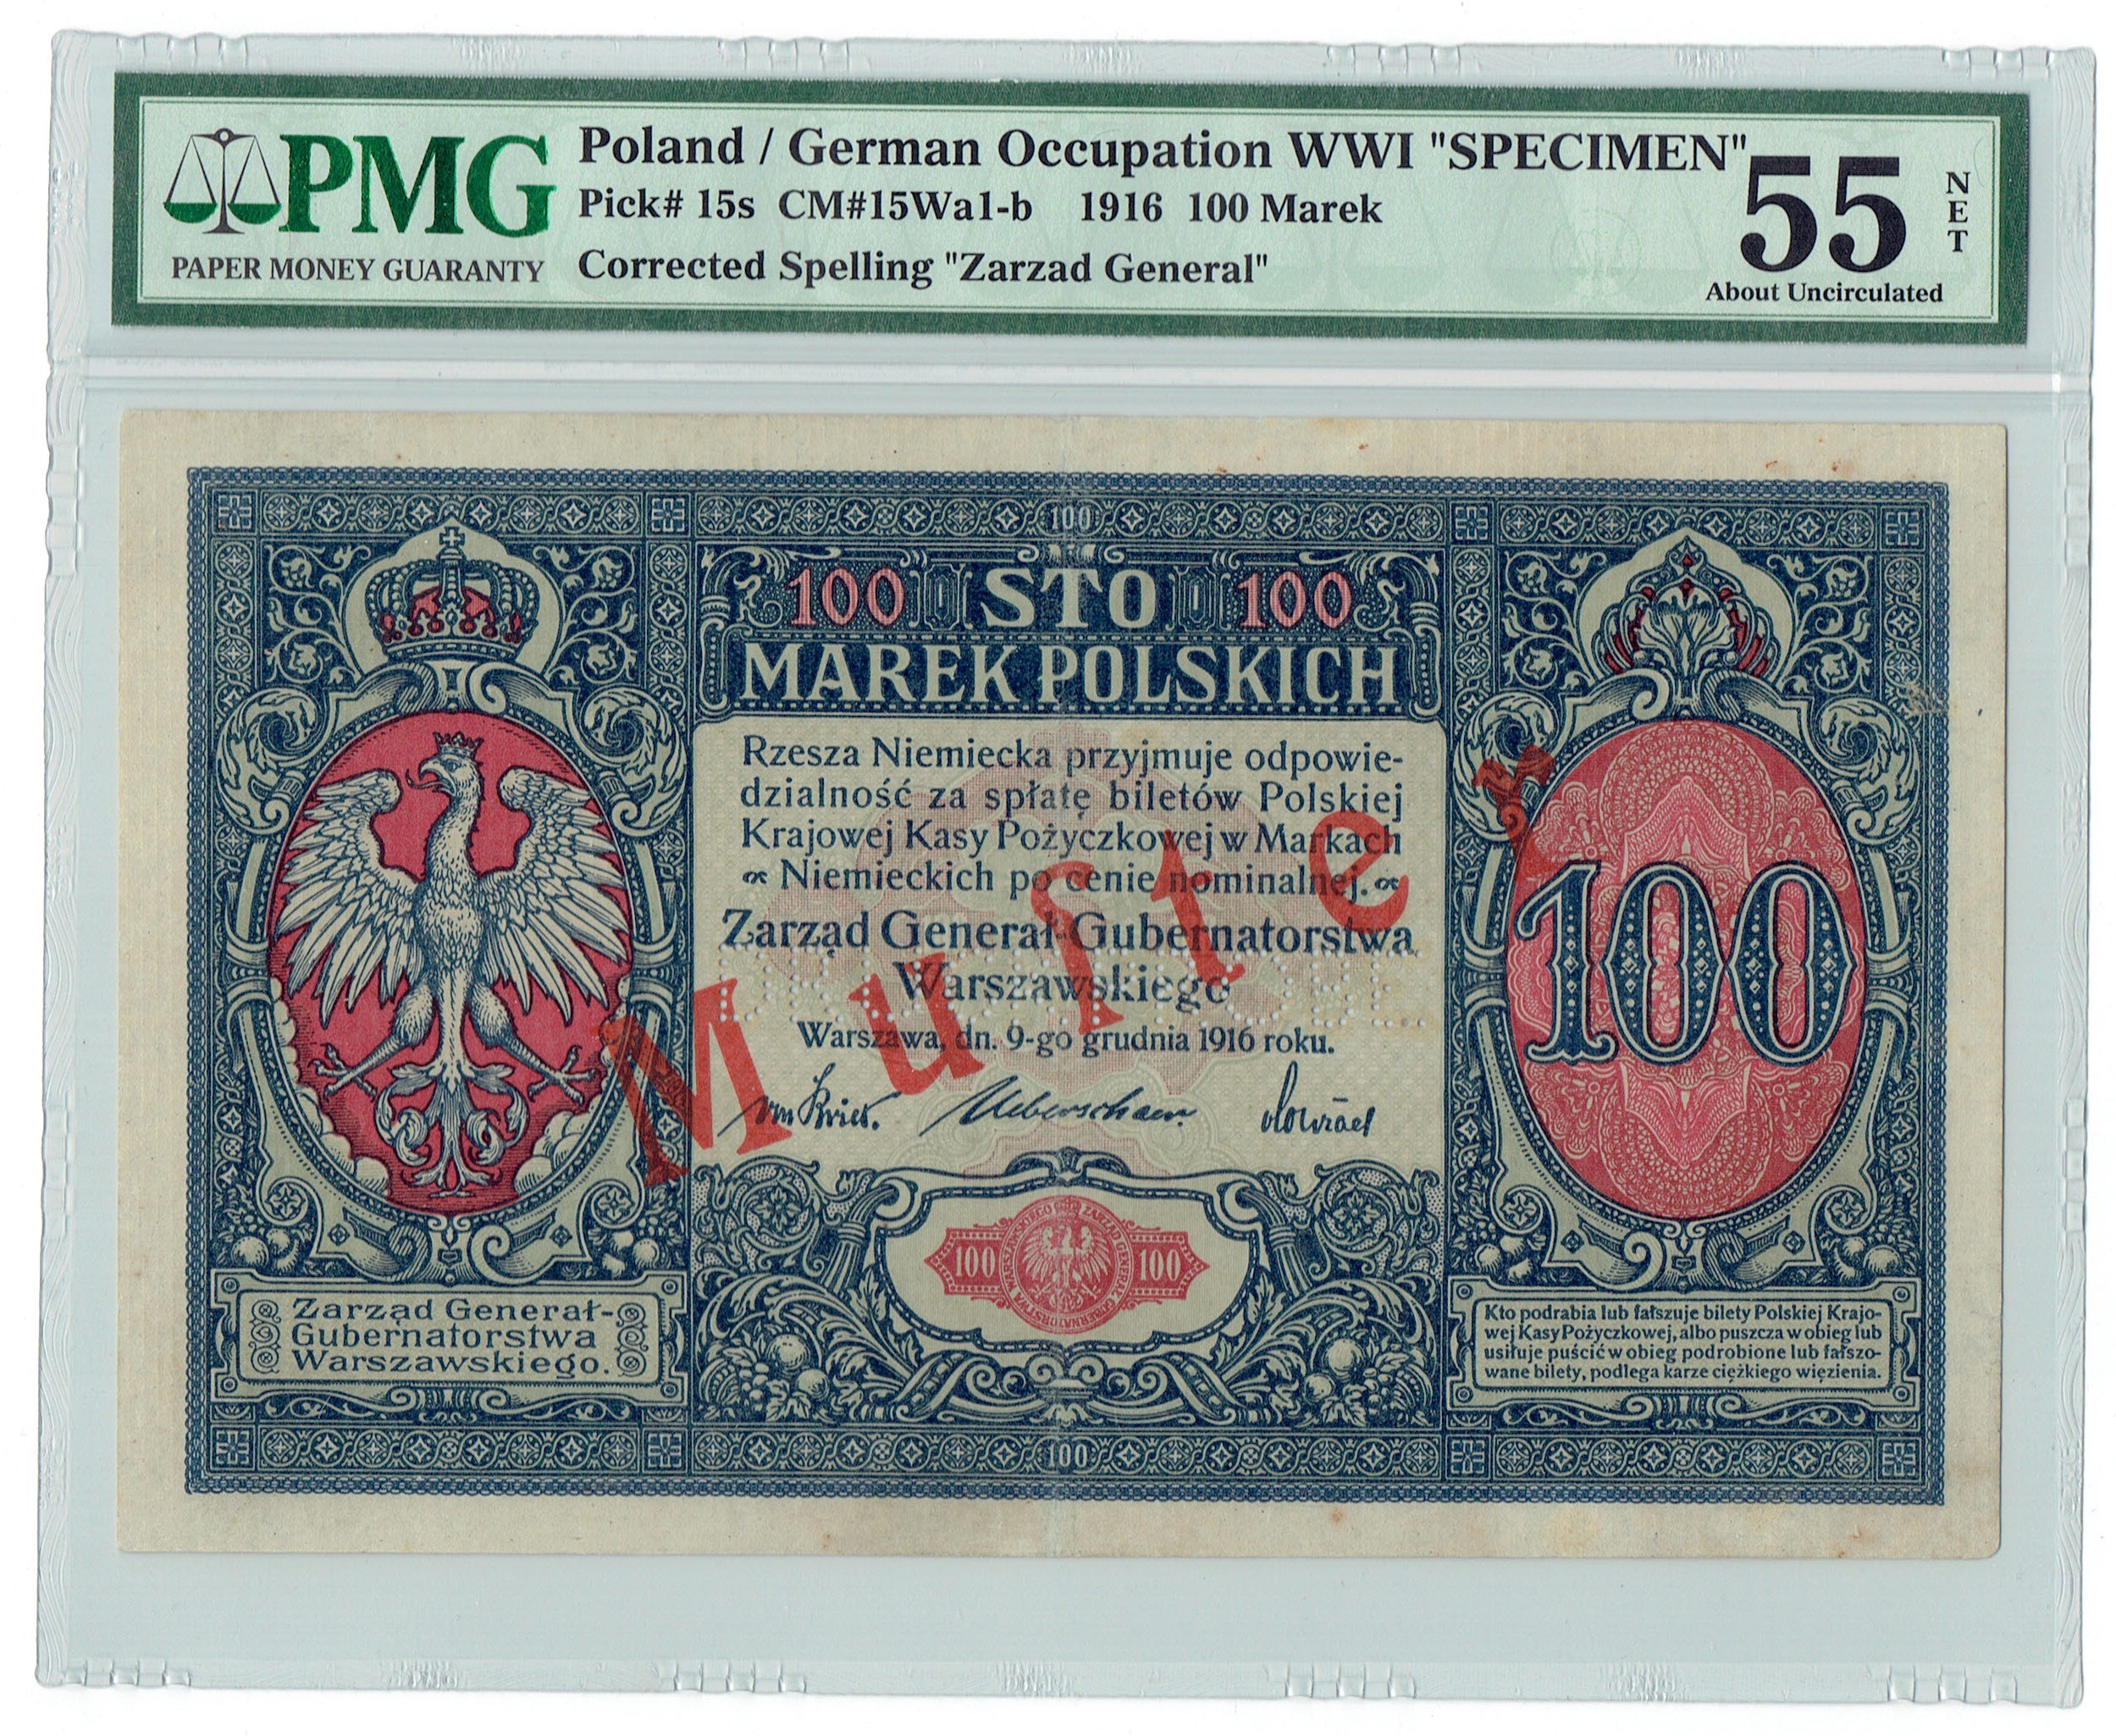 PMG
PAPER MONEY GUARANTY
Poland / German Occupation WWI "SPECIMEN"
Pick# 15s CM#15Wa1-b 1916 100 Marek
Corrected Spelling "Zarzad General"
55
NET
About Uncirculated
100
100 STO 100
MAREK POLSKICH
Rzesza Niemiecka przyjmuje odpowie-
dzialność za spłatę biletów Polskiej
Krajowej Kasy Pożyczkowej w Markach
Niemieckich po cenie nominalnej.
Zarząd Generał-Gubernatorstwa
Warszawskiego
Warszawa, dn. 9-go grudnia 1916 roku.
Muſter
100
100 100
Zarząd Generał-
Gubernatorstwa
Warszawskiego.
Kto podrabia lub fałszuje bilety Polskiej Krajo-
wej Kasy Pożyczkowej, albo puszcza w obieg lub
usiłuje puścić w obieg podrobione lub fałszo-
wane bilety, podlega karze ciężkiego więzienia.
100